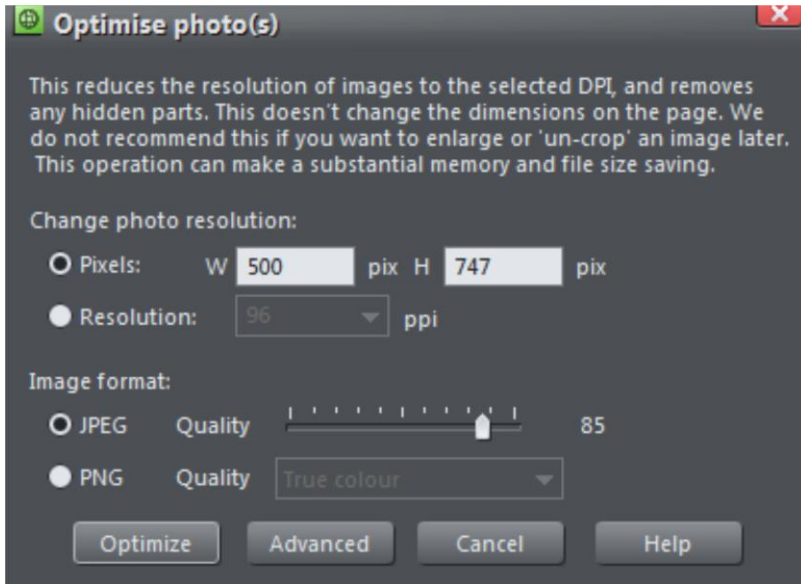 Optimise photo(s)
This reduces the resolution of images to the selected DPI, and removes
any hidden parts. This doesn't change the dimensions on the page. We
do not recommend this if you want to enlarge or 'un-crop' an image later.
This operation can make a substantial memory and file size saving.
Change photo resolution:
Pixels: W 500 pix H 747 pix
Resolution: 96 ppi
Image format:
JPEG Quality 85
PNG Quality True colour
Optimize Advanced Cancel Help